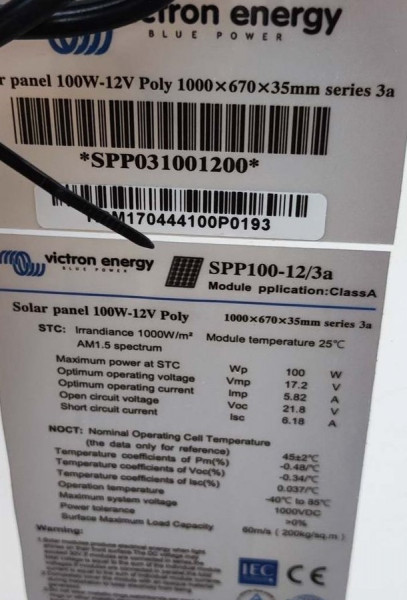 victron energy
BLUE POWER
r panel 100W-12V Poly 1000×670×35mm series 3a
*SPP031001200*
M170444100P0193
victron energy
BLUE POWER
SPP100-12/3a
Module pplication:ClassA
Solar panel 100W-12V Poly 1000×670×35mm series 3a
STC: Irrandiance 1000W/m² Module temperature 25℃
AM1.5 spectrum
Maximum power at STC Wp 100 W
Optimum operating voltage Vmp 17.2 V
Optimum operating current Imp 5.82 A
Open circuit voltage Voc 21.8 V
Short circuit current Isc 6.18 A
NOCT: Nominal Operating Cell Temperature
(the data only for reference) 45±2℃
Temperature coefficients of Pm(%) -0.48/℃
Temperature coefficients of Voc(%) -0.34/℃
Temperature coefficients of Isc(%) 0.037/℃
Operation temperature -40℃ to 85℃
Maximum system voltage 1000VDC
Power tolerance >0%
Surface Maximum Load Capacity 60m/s (200kg/sq.m)
Warning:
IEC CE